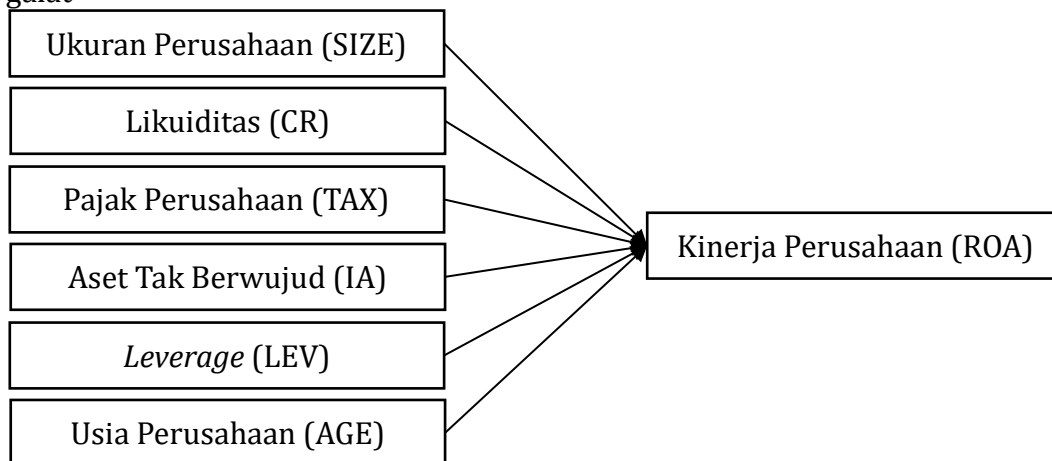 Ukuran Perusahaan (SIZE)
Likuiditas (CR)
Pajak Perusahaan (TAX)
Aset Tak Berwujud (IA)
Leverage (LEV)
Usia Perusahaan (AGE)
Kinerja Perusahaan (ROA)